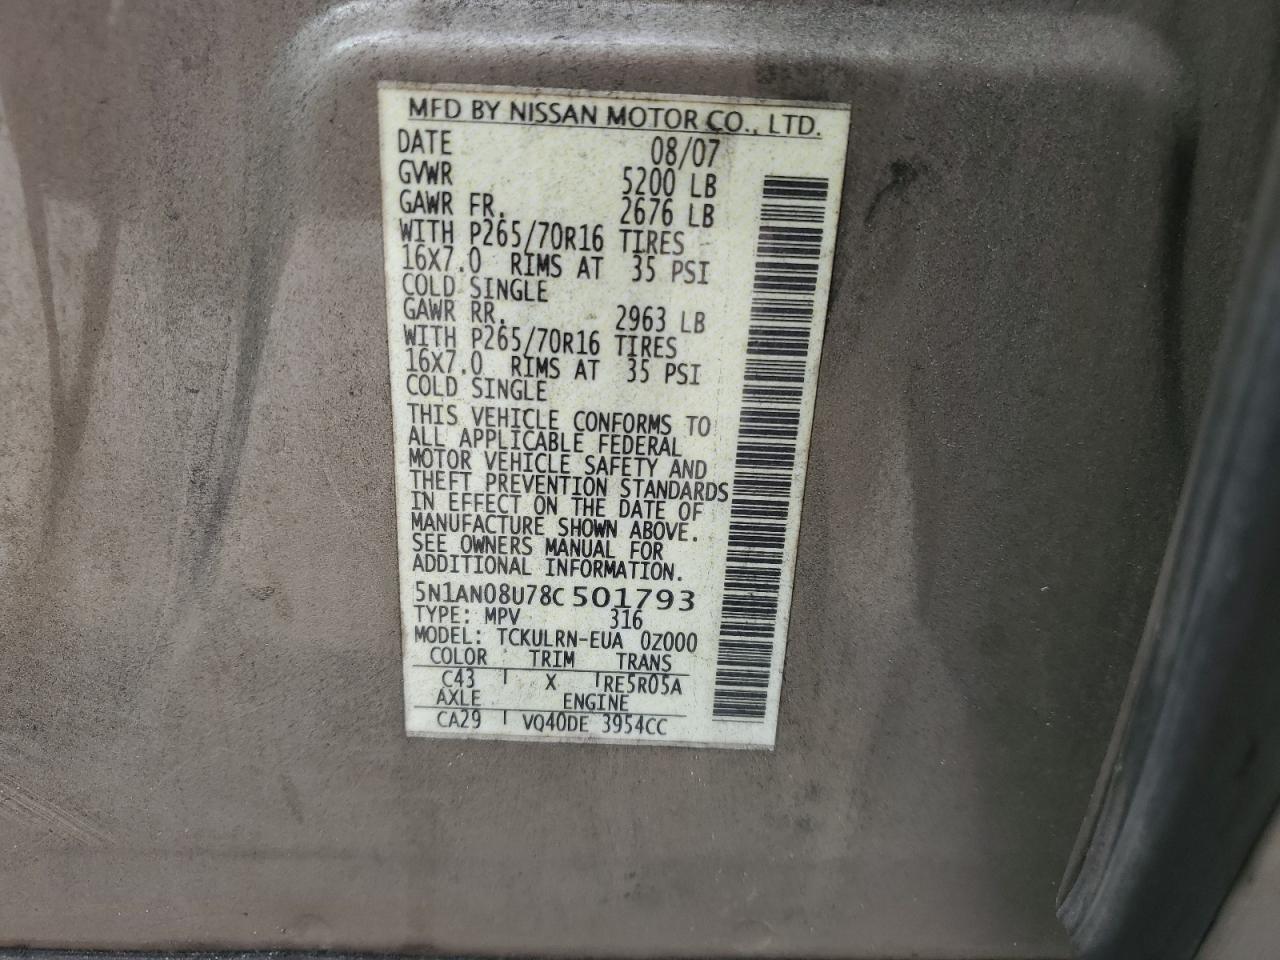 MFD BY NISSAN MOTOR CO., LTD.
DATE 08/07
GVWR 5200 LB
GAWR FR. 2676 LB
WITH P265/70R16 TIRES
16X7.0 RIMS AT 35 PSI
COLD SINGLE
GAWR RR. 2963 LB
WITH P265/70R16 TIRES
16X7.0 RIMS AT 35 PSI
COLD SINGLE
THIS VEHICLE CONFORMS TO
ALL APPLICABLE FEDERAL
MOTOR VEHICLE SAFETY AND
THEFT PREVENTION STANDARDS
IN EFFECT ON THE DATE OF
MANUFACTURE SHOWN ABOVE.
SEE OWNERS MANUAL FOR
ADDITIONAL INFORMATION.
5N1AN08U78C501793
TYPE: MPV 316
MODEL: TCKULRN-EUA 0Z000
COLOR TRIM TRANS
C43 X RE5R05A
AXLE ENGINE
CA29 VQ40DE 3954CC